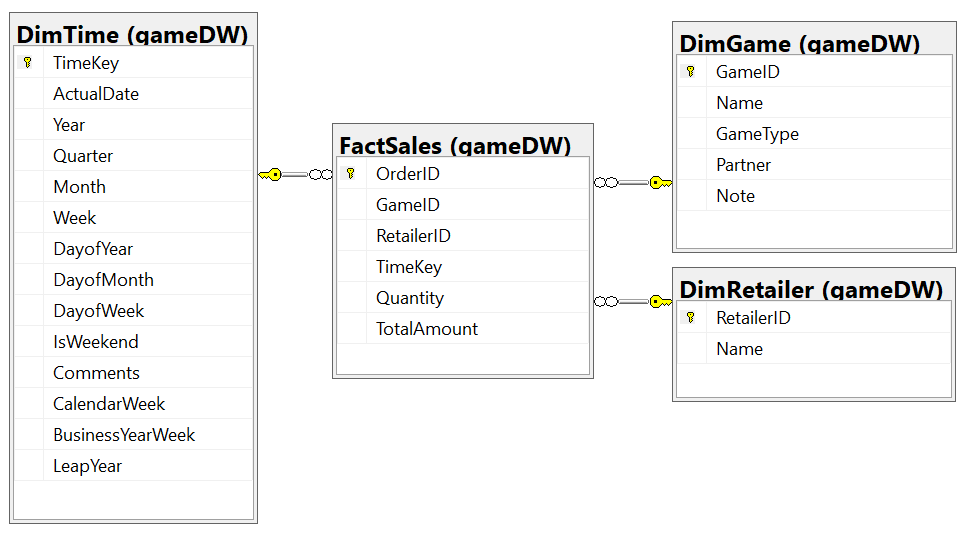 DimTime (gameDW)
TimeKey
ActualDate
Year
Quarter
Month
Week
DayofYear
DayofMonth
DayofWeek
IsWeekend
Comments
CalendarWeek
BusinessYearWeek
LeapYear
FactSales (gameDW)
OrderID
GameID
RetailerID
TimeKey
Quantity
TotalAmount
DimGame (gameDW)
GameID
Name
GameType
Partner
Note
DimRetailer (gameDW)
RetailerID
Name